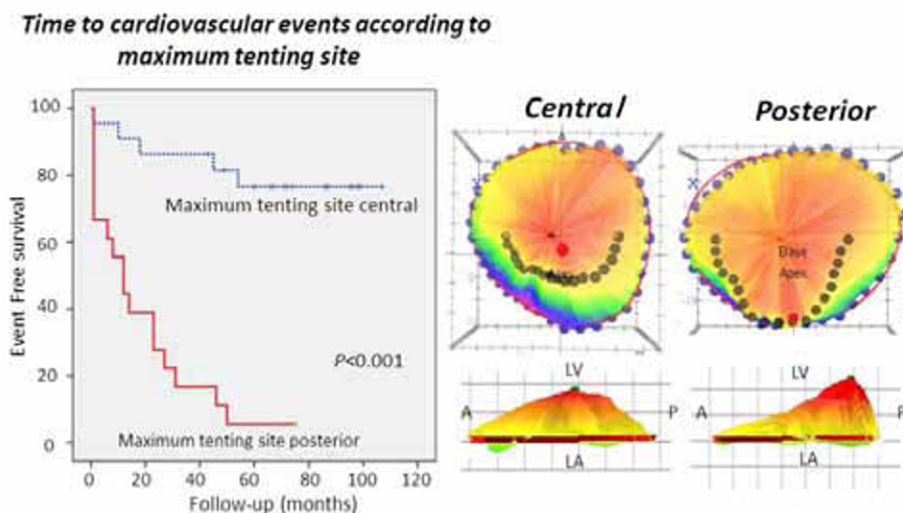 Time to cardiovascular events according to
maximum tenting site
100
80
60
40
20
0
Event Free survival
Maximum tenting site central
P<0.001
Maximum tenting site posterior
0 20 40 60 80 100 120
Follow-up (months)
Central
Posterior
Base
Apex
LV
A
P
LA
LV
A
LA